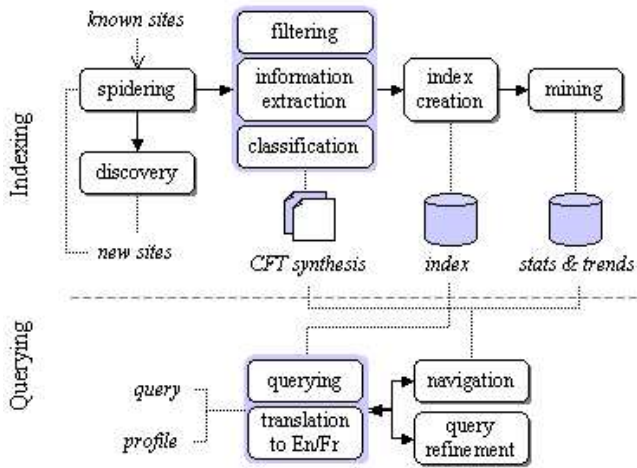 known sites
filtering
spidering
information
extraction
index
creation
mining
classification
discovery
new sites
CFT synthesis
index
stats & trends
Indexing
Querying
query
profile
querying
translation
to En/Fr
navigation
query
refinement